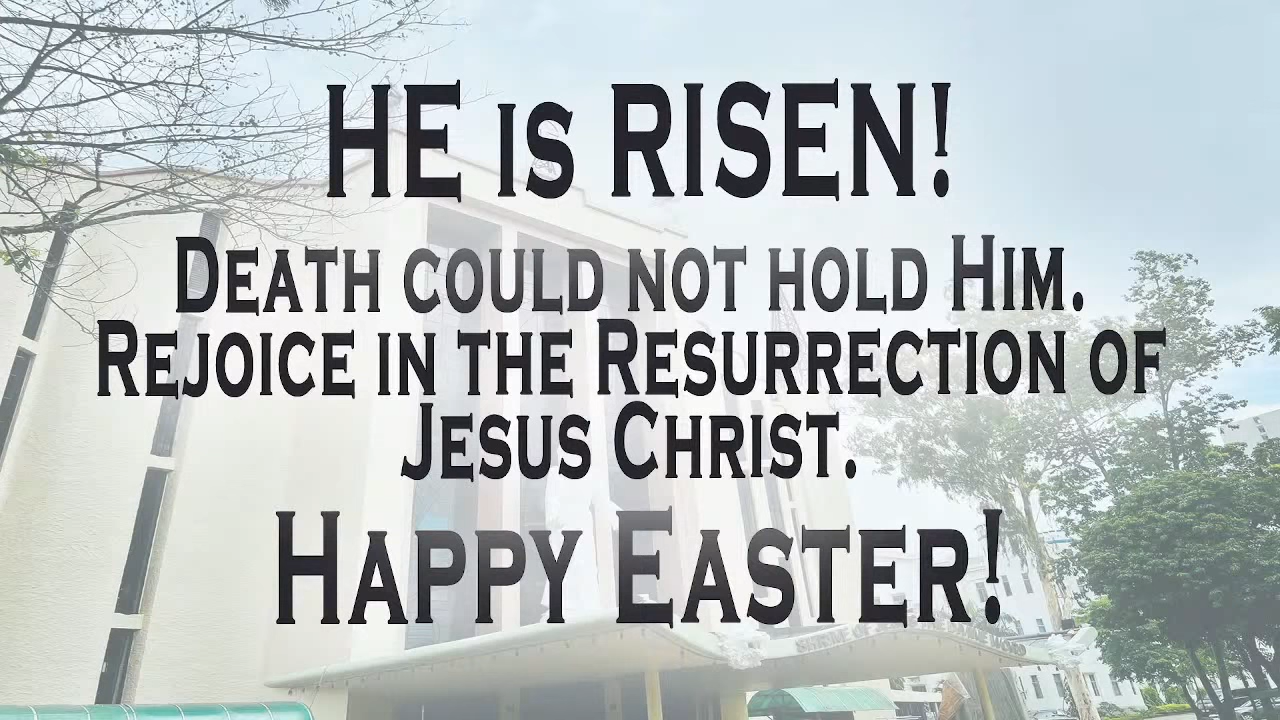 HE is RISEN!
Death could not hold Him.
Rejoice in the Resurrection of
Jesus Christ.
Happy Easter!